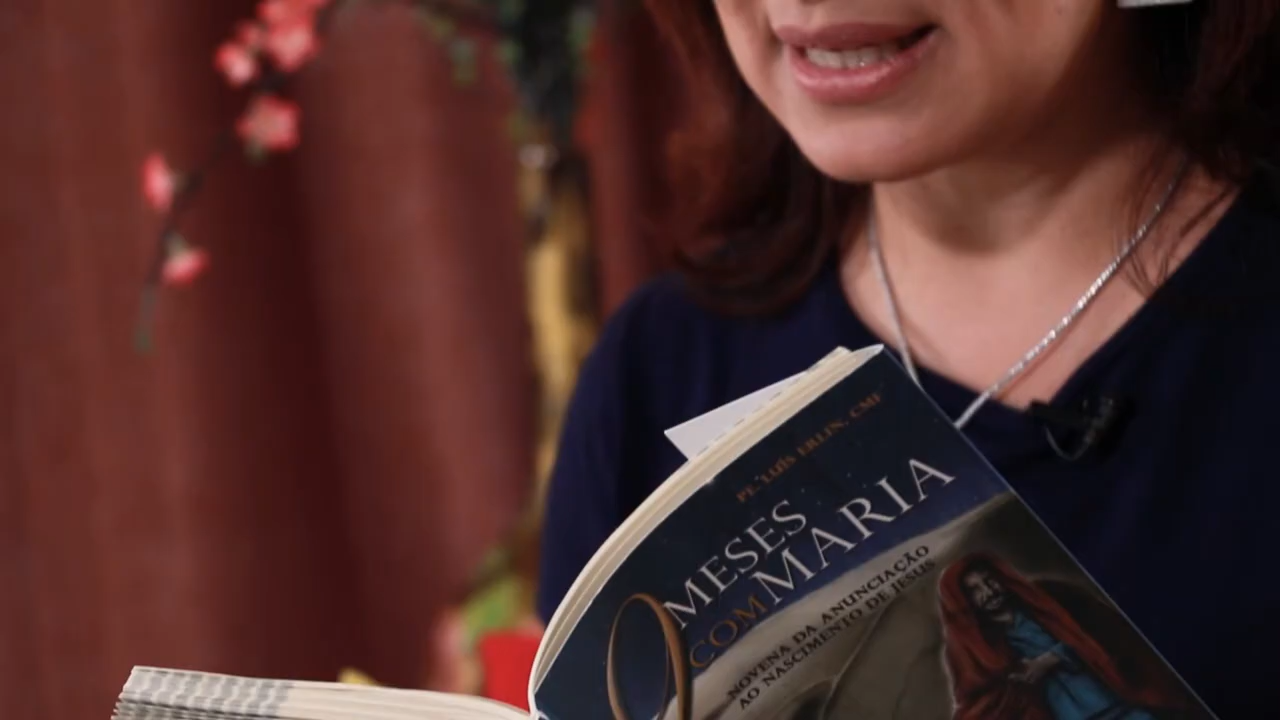 PE. LUÍS ERLIN, CMF
9 MESES
COM MARIA
NOVENA DA ANUNCIAÇÃO
AO NASCIMENTO DE JESUS